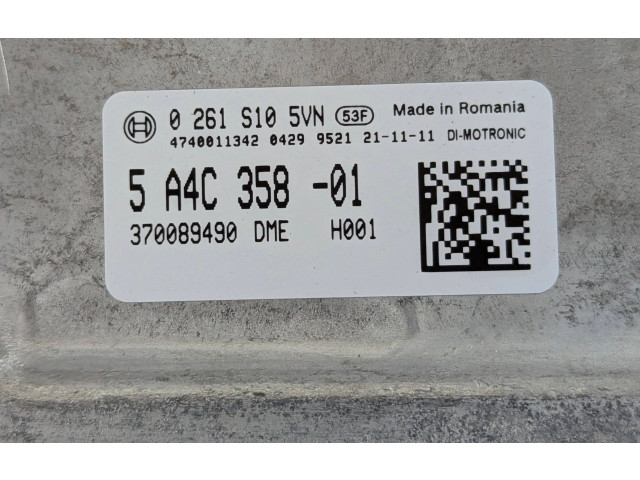 0 261 S10 5VN 53F Made in Romania
4740011342 0429 9521 21-11-11 DI-MOTRONIC
5 A4C 358 -01
370089490 DME H001